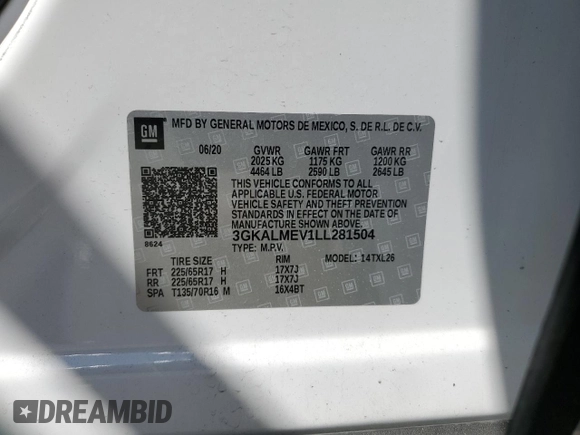 GM
MFD BY GENERAL MOTORS DE MEXICO, S. DE R.L. DE C.V.
06/20 GVWR GAWR FRT GAWR RR
2025 KG 1175 KG 1200 KG
4464 LB 2590 LB 2645 LB
THIS VEHICLE CONFORMS TO ALL
APPLICABLE U.S. FEDERAL MOTOR
VEHICLE SAFETY AND THEFT PREVENTION
STANDARDS IN EFFECT ON THE DATE OF
MANUFACTURE SHOWN ABOVE.
3GKALMEV1LL281504
8624
TYPE: M.P.V.
TIRE SIZE RIM MODEL: 14TXL26
FRT 225/65R17 H 17X7J
RR 225/65R17 H 17X7J
SPA T135/70R16 M 16X4BT
DREAMBID